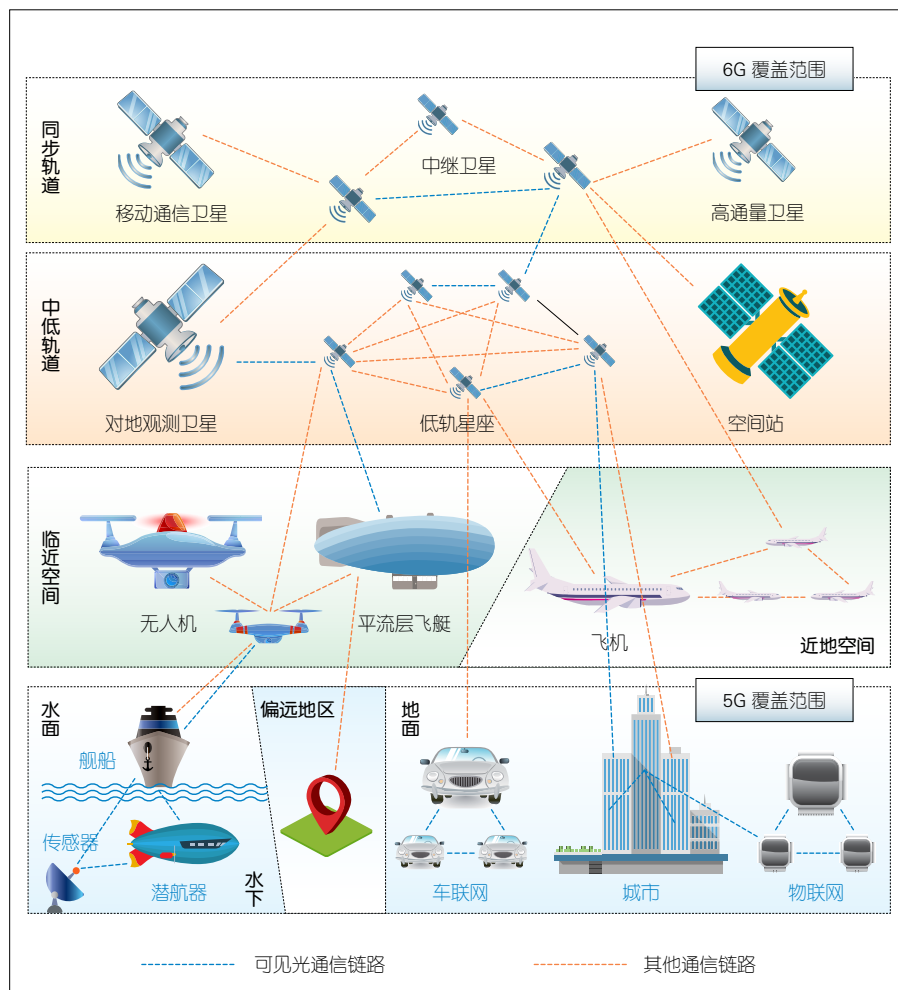 6G 覆盖范围
同步轨道
移动通信卫星
中继卫星
高通量卫星
中低轨道
对地观测卫星
低轨星座
空间站
临近空间
无人机
平流层飞艇
飞机
近地空间
5G 覆盖范围
水面
偏远地区
地面
舰船
传感器
潜航器
水下
车联网
城市
物联网
可见光通信链路
其他通信链路